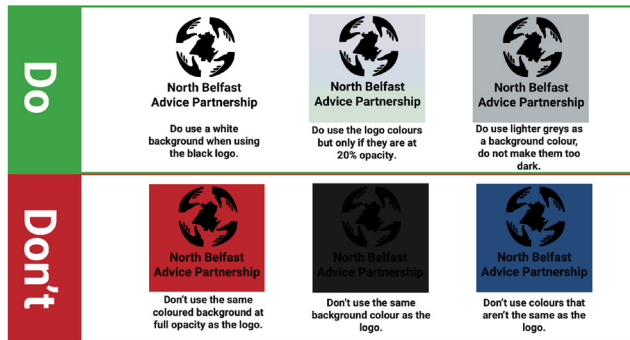 Do
North Belfast
Advice Partnership
Do use a white
background when using
the black logo.
North Belfast
Advice Partnership
Do use the logo colours
but only if they are at
20% opacity.
North Belfast
Advice Partnership
Do use lighter greys as
a background colour,
do not make them too
dark.
Don't
North Belfast
Advice Partnership
Don't use the same
coloured background at
full opacity as the logo.
North Belfast
Advice Partnership
Don't use the same
background colour as the
logo.
North Belfast
Advice Partnership
Don't use colours that
aren't the same as the
logo.